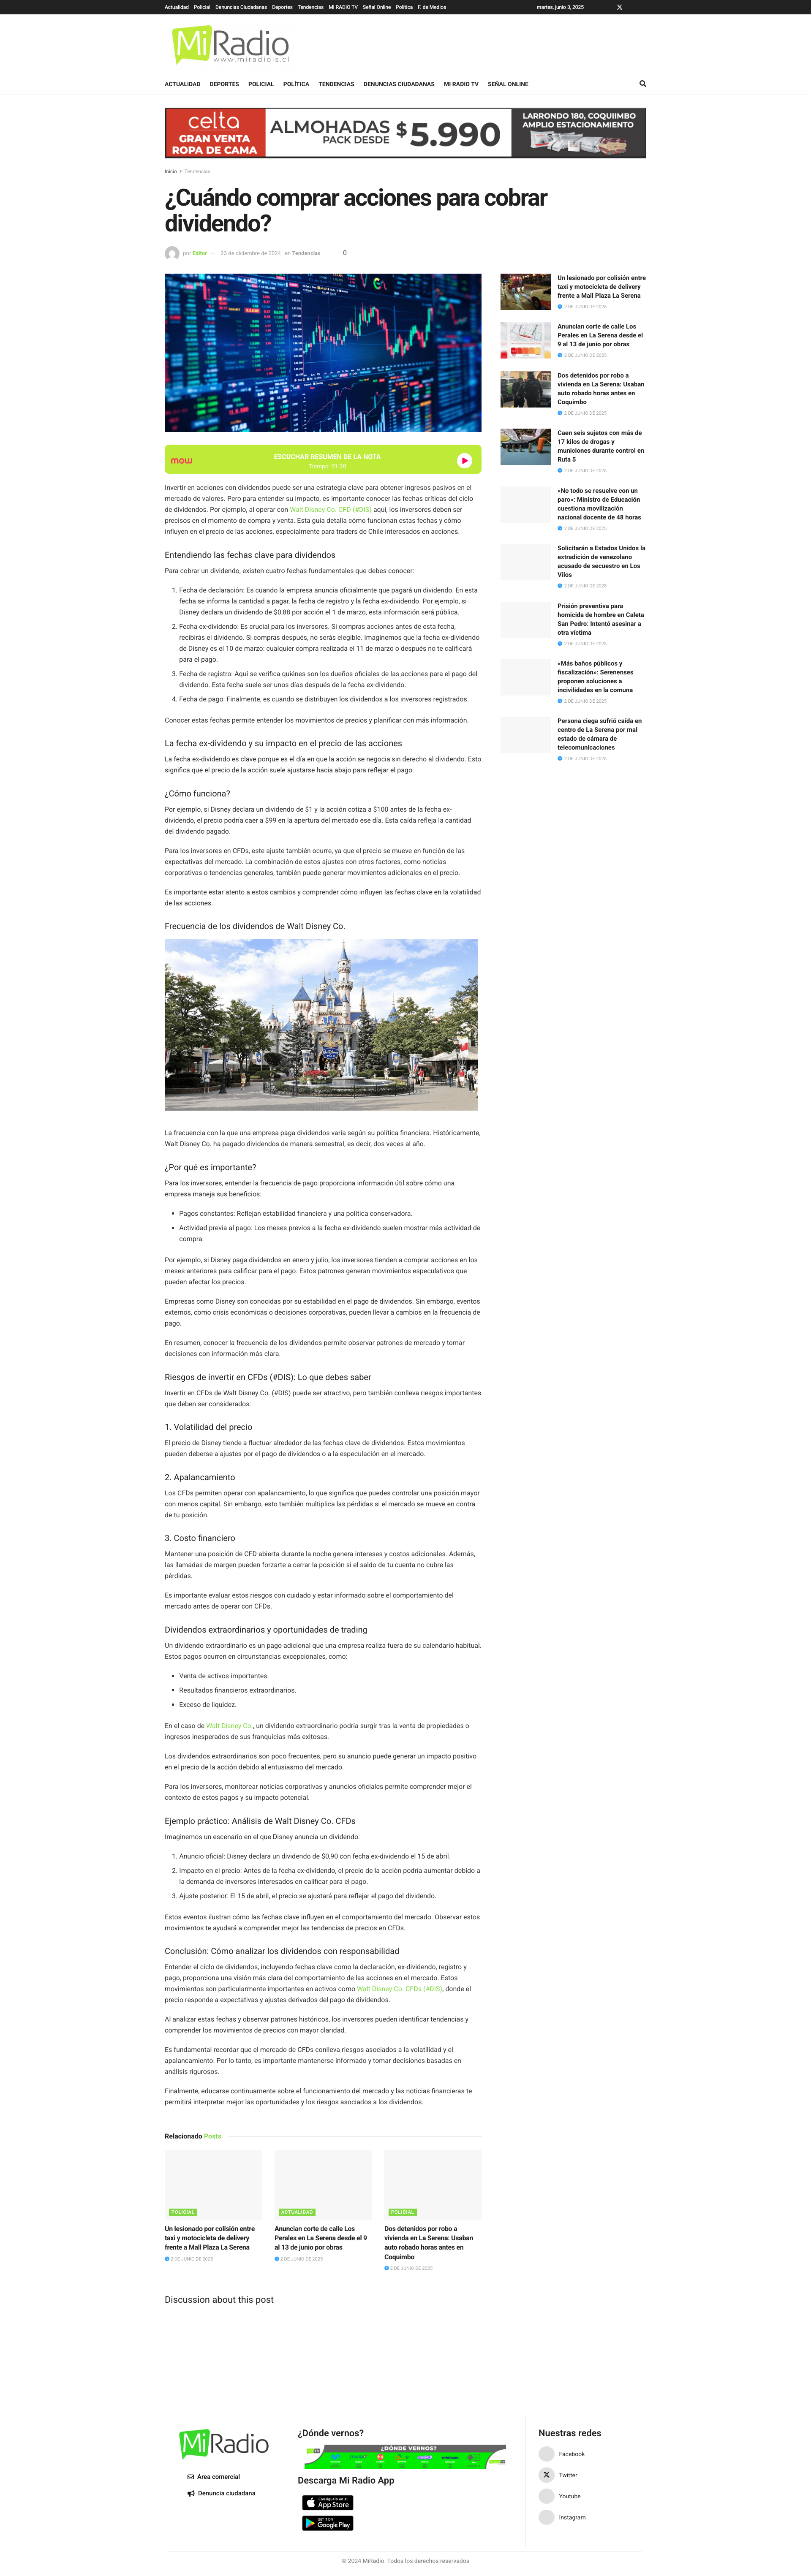 Actualidad Policial Denuncias Ciudadanas Deportes Tendencias MI RADIO TV Señal Online Política F. de Medios martes, junio 3, 2025
MiRadio
www.miradiols.cl
ACTUALIDAD DEPORTES POLICIAL POLÍTICA TENDENCIAS DENUNCIAS CIUDADANAS MI RADIO TV SEÑAL ONLINE
celta
GRAN VENTA
ROPA DE CAMA
ALMOHADAS
PACK DESDE
$5.990
LARRONDO 180, COQUIMBO
AMPLIO ESTACIONAMIENTO
Inicio > Tendencias
¿Cuándo comprar acciones para cobrar
dividendo?
por Editor — 23 de diciembre de 2024 en Tendencias 0
mow
ESCUCHAR RESUMEN DE LA NOTA
Tiempo: 01:20
Invertir en acciones con dividendos puede ser una estrategia clave para obtener ingresos pasivos en el
mercado de valores. Pero para entender su impacto, es importante conocer las fechas críticas del ciclo
de dividendos. Por ejemplo, al operar con Walt Disney Co. CFD (#DIS) aquí, los inversores deben ser
precisos en el momento de compra y venta. Esta guía detalla cómo funcionan estas fechas y cómo
influyen en el precio de las acciones, especialmente para traders de Chile interesados en acciones.
Entendiendo las fechas clave para dividendos
Para cobrar un dividendo, existen cuatro fechas fundamentales que debes conocer:
1. Fecha de declaración: Es cuando la empresa anuncia oficialmente que pagará un dividendo. En esta
fecha se informa la cantidad a pagar, la fecha de registro y la fecha ex-dividendo. Por ejemplo, si
Disney declara un dividendo de $0,88 por acción el 1 de marzo, esta información será pública.
2. Fecha ex-dividendo: Es crucial para los inversores. Si compras acciones antes de esta fecha,
recibirás el dividendo. Si compras después, no serás elegible. Imaginemos que la fecha ex-dividendo
de Disney es el 10 de marzo: cualquier compra realizada el 11 de marzo o después no te calificará
para el pago.
3. Fecha de registro: Aquí se verifica quiénes son los dueños oficiales de las acciones para el pago del
dividendo. Esta fecha suele ser unos días después de la fecha ex-dividendo.
4. Fecha de pago: Finalmente, es cuando se distribuyen los dividendos a los inversores registrados.
Conocer estas fechas permite entender los movimientos de precios y planificar con más información.
La fecha ex-dividendo y su impacto en el precio de las acciones
La fecha ex-dividendo es clave porque es el día en que la acción se negocia sin derecho al dividendo. Esto
significa que el precio de la acción suele ajustarse hacia abajo para reflejar el pago.
¿Cómo funciona?
Por ejemplo, si Disney declara un dividendo de $1 y la acción cotiza a $100 antes de la fecha ex-
dividendo, el precio podría caer a $99 en la apertura del mercado ese día. Esta caída refleja la cantidad
del dividendo pagado.
Para los inversores en CFDs, este ajuste también ocurre, ya que el precio se mueve en función de las
expectativas del mercado. La combinación de estos ajustes con otros factores, como noticias
corporativas o tendencias generales, también puede generar movimientos adicionales en el precio.
Es importante estar atento a estos cambios y comprender cómo influyen las fechas clave en la volatilidad
de las acciones.
Frecuencia de los dividendos de Walt Disney Co.
La frecuencia con la que una empresa paga dividendos varía según su política financiera. Históricamente,
Walt Disney Co. ha pagado dividendos de manera semestral, es decir, dos veces al año.
¿Por qué es importante?
Para los inversores, entender la frecuencia de pago proporciona información útil sobre cómo una
empresa maneja sus beneficios:
• Pagos constantes: Reflejan estabilidad financiera y una política conservadora.
• Actividad previa al pago: Los meses previos a la fecha ex-dividendo suelen mostrar más actividad de
compra.
Por ejemplo, si Disney paga dividendos en enero y julio, los inversores tienden a comprar acciones en los
meses anteriores para calificar para el pago. Estos patrones generan movimientos especulativos que
pueden afectar los precios.
Empresas como Disney son conocidas por su estabilidad en el pago de dividendos. Sin embargo, eventos
externos, como crisis económicas o decisiones corporativas, pueden llevar a cambios en la frecuencia de
pago.
En resumen, conocer la frecuencia de los dividendos permite observar patrones de mercado y tomar
decisiones con información más clara.
Riesgos de invertir en CFDs (#DIS): Lo que debes saber
Invertir en CFDs de Walt Disney Co. (#DIS) puede ser atractivo, pero también conlleva riesgos importantes
que deben ser considerados:
1. Volatilidad del precio
El precio de Disney tiende a fluctuar alrededor de las fechas clave de dividendos. Estos movimientos
pueden deberse a ajustes por el pago de dividendos o a la especulación en el mercado.
2. Apalancamiento
Los CFDs permiten operar con apalancamiento, lo que significa que puedes controlar una posición mayor
con menos capital. Sin embargo, esto también multiplica las pérdidas si el mercado se mueve en contra
de tu posición.
3. Costo financiero
Mantener una posición de CFD abierta durante la noche genera intereses y costos adicionales. Además,
las llamadas de margen pueden forzarte a cerrar la posición si el saldo de tu cuenta no cubre las
pérdidas.
Es importante evaluar estos riesgos con cuidado y estar informado sobre el comportamiento del
mercado antes de operar con CFDs.
Dividendos extraordinarios y oportunidades de trading
Un dividendo extraordinario es un pago adicional que una empresa realiza fuera de su calendario habitual.
Estos pagos ocurren en circunstancias excepcionales, como:
• Venta de activos importantes.
• Resultados financieros extraordinarios.
• Exceso de liquidez.
En el caso de Walt Disney Co., un dividendo extraordinario podría surgir tras la venta de propiedades o
ingresos inesperados de sus franquicias más exitosas.
Los dividendos extraordinarios son poco frecuentes, pero su anuncio puede generar un impacto positivo
en el precio de la acción debido al entusiasmo del mercado.
Para los inversores, monitorear noticias corporativas y anuncios oficiales permite comprender mejor el
contexto de estos pagos y su impacto potencial.
Ejemplo práctico: Análisis de Walt Disney Co. CFDs
Imaginemos un escenario en el que Disney anuncia un dividendo:
1. Anuncio oficial: Disney declara un dividendo de $0,90 con fecha ex-dividendo el 15 de abril.
2. Impacto en el precio: Antes de la fecha ex-dividendo, el precio de la acción podría aumentar debido a
la demanda de inversores interesados en calificar para el pago.
3. Ajuste posterior: El 15 de abril, el precio se ajustará para reflejar el pago del dividendo.
Estos eventos ilustran cómo las fechas clave influyen en el comportamiento del mercado. Observar estos
movimientos te ayudará a comprender mejor las tendencias de precios en CFDs.
Conclusión: Cómo analizar los dividendos con responsabilidad
Entender el ciclo de dividendos, incluyendo fechas clave como la declaración, ex-dividendo, registro y
pago, proporciona una visión más clara del comportamiento de las acciones en el mercado. Estos
movimientos son particularmente importantes en activos como Walt Disney Co. CFDs (#DIS), donde el
precio responde a expectativas y ajustes derivados del pago de dividendos.
Al analizar estas fechas y observar patrones históricos, los inversores pueden identificar tendencias y
comprender los movimientos de precios con mayor claridad.
Es fundamental recordar que el mercado de CFDs conlleva riesgos asociados a la volatilidad y el
apalancamiento. Por lo tanto, es importante mantenerse informado y tomar decisiones basadas en
análisis rigurosos.
Finalmente, educarse continuamente sobre el funcionamiento del mercado y las noticias financieras te
permitirá interpretar mejor las oportunidades y los riesgos asociados a los dividendos.
Un lesionado por colisión entre
taxi y motocicleta de delivery
frente a Mall Plaza La Serena
2 DE JUNIO DE 2025
Anuncian corte de calle Los
Perales en La Serena desde el
9 al 13 de junio por obras
2 DE JUNIO DE 2025
Dos detenidos por robo a
vivienda en La Serena: Usaban
auto robado horas antes en
Coquimbo
2 DE JUNIO DE 2025
Caen seis sujetos con más de
17 kilos de drogas y
municiones durante control en
Ruta 5
2 DE JUNIO DE 2025
«No todo se resuelve con un
paro»: Ministro de Educación
cuestiona movilización
nacional docente de 48 horas
2 DE JUNIO DE 2025
Solicitarán a Estados Unidos la
extradición de venezolano
acusado de secuestro en Los
Vilos
2 DE JUNIO DE 2025
Prisión preventiva para
homicida de hombre en Caleta
San Pedro: Intentó asesinar a
otra víctima
2 DE JUNIO DE 2025
«Más baños públicos y
fiscalización»: Serenenses
proponen soluciones a
incivilidades en la comuna
2 DE JUNIO DE 2025
Persona ciega sufrió caída en
centro de La Serena por mal
estado de cámara de
telecomunicaciones
2 DE JUNIO DE 2025
Relacionado Posts
POLICIAL
Un lesionado por colisión entre
taxi y motocicleta de delivery
frente a Mall Plaza La Serena
2 DE JUNIO DE 2025
ACTUALIDAD
Anuncian corte de calle Los
Perales en La Serena desde el 9
al 13 de junio por obras
2 DE JUNIO DE 2025
POLICIAL
Dos detenidos por robo a
vivienda en La Serena: Usaban
auto robado horas antes en
Coquimbo
2 DE JUNIO DE 2025
Discussion about this post
MiRadio
Area comercial
Denuncia ciudadana
¿Dónde vernos?
¿DÓNDE VERNOS?
Descarga Mi Radio App
Consíguelo en el
App Store
GET IT ON
Google Play
Nuestras redes
Facebook
Twitter
Youtube
Instagram
© 2024 MiRadio. Todos los derechos reservados